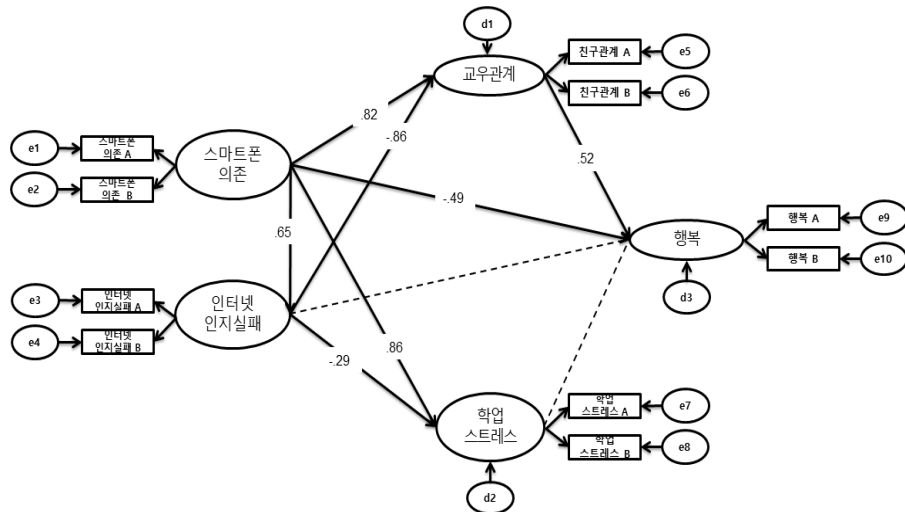 d1
교우관계
친구관계 A
e5
친구관계 B
e6
.82
-.86
e1
스마트폰
의존 A
e2
스마트폰
의존 B
스마트폰
의존
.52
-.49
.65
행복
행복 A
e9
행복 B
e10
d3
e3
인터넷
인지실패 A
e4
인터넷
인지실패 B
인터넷
인지실패
.86
-.29
학업
스트레스
학업
스트레스 A
e7
학업
스트레스 B
e8
d2